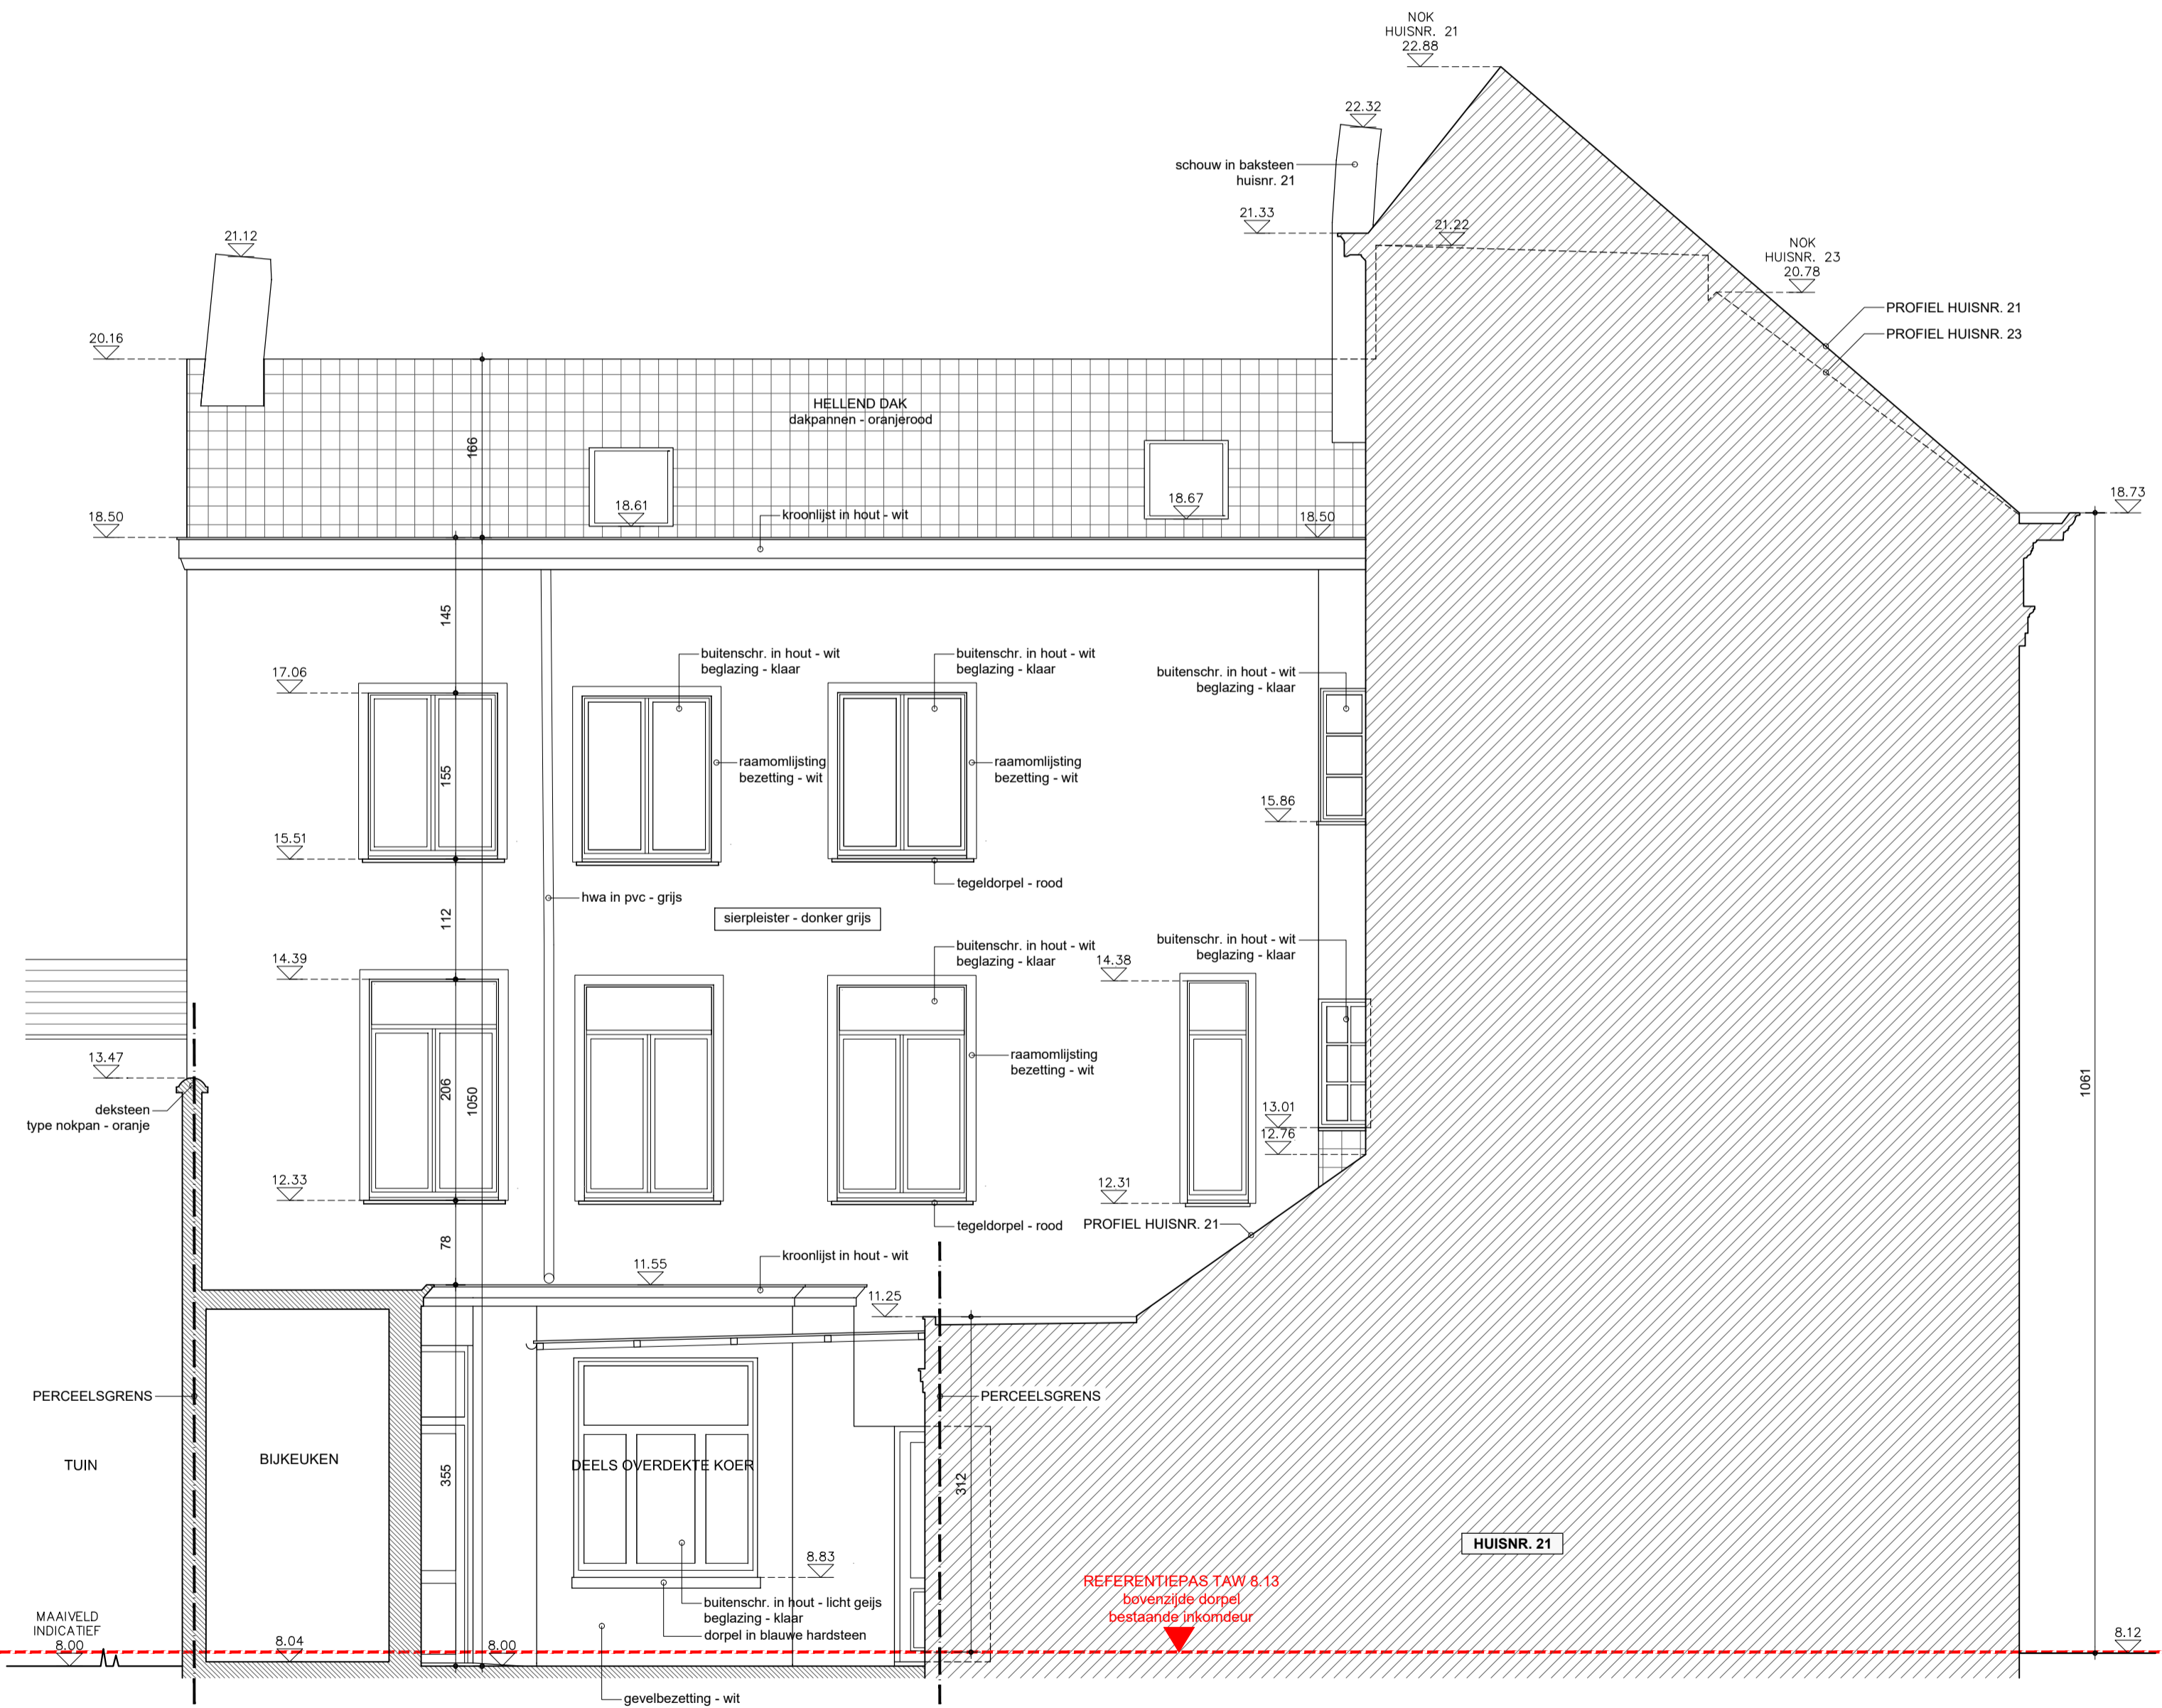 NOK
HUISNR. 21
22.88
22.32
schouw in baksteen
huisnr. 21
21.33
21.22
21.12
NOK
HUISNR. 23
20.78
PROFIEL HUISNR. 21
PROFIEL HUISNR. 23
20.16
HELLEND DAK
dakpannen - oranjerood
166
18.61
18.67
18.73
18.50
kroonlijst in hout - wit
18.50
145
buitenschr. in hout - wit
beglazing - klaar
buitenschr. in hout - wit
beglazing - klaar
buitenschr. in hout - wit
beglazing - klaar
17.06
155
raamomlijsting
bezetting - wit
raamomlijsting
bezetting - wit
15.86
15.51
tegeldorpel - rood
hwa in pvc - grijs
112
sierpleister - donker grijs
buitenschr. in hout - wit
beglazing - klaar
buitenschr. in hout - wit
beglazing - klaar
14.39
14.38
raamomlijsting
bezetting - wit
13.47
206
1050
1061
deksteen
type nokpan - oranje
13.01
12.76
12.33
12.31
tegeldorpel - rood
PROFIEL HUISNR. 21
78
kroonlijst in hout - wit
11.55
11.25
PERCEELSGRENS
PERCEELSGRENS
TUIN
BIJKEUKEN
DEELS OVERDEKTE KOER
355
312
HUISNR. 21
8.83
REFERENTIEPAS TAW 8.13
bovenzijde dorpel
bestaande inkomdeur
buitenschr. in hout - licht geijs
beglazing - klaar
dorpel in blauwe hardsteen
MAAIVELD
INDICATIEF
8.00
8.04
8.00
8.12
gevelbezetting - wit